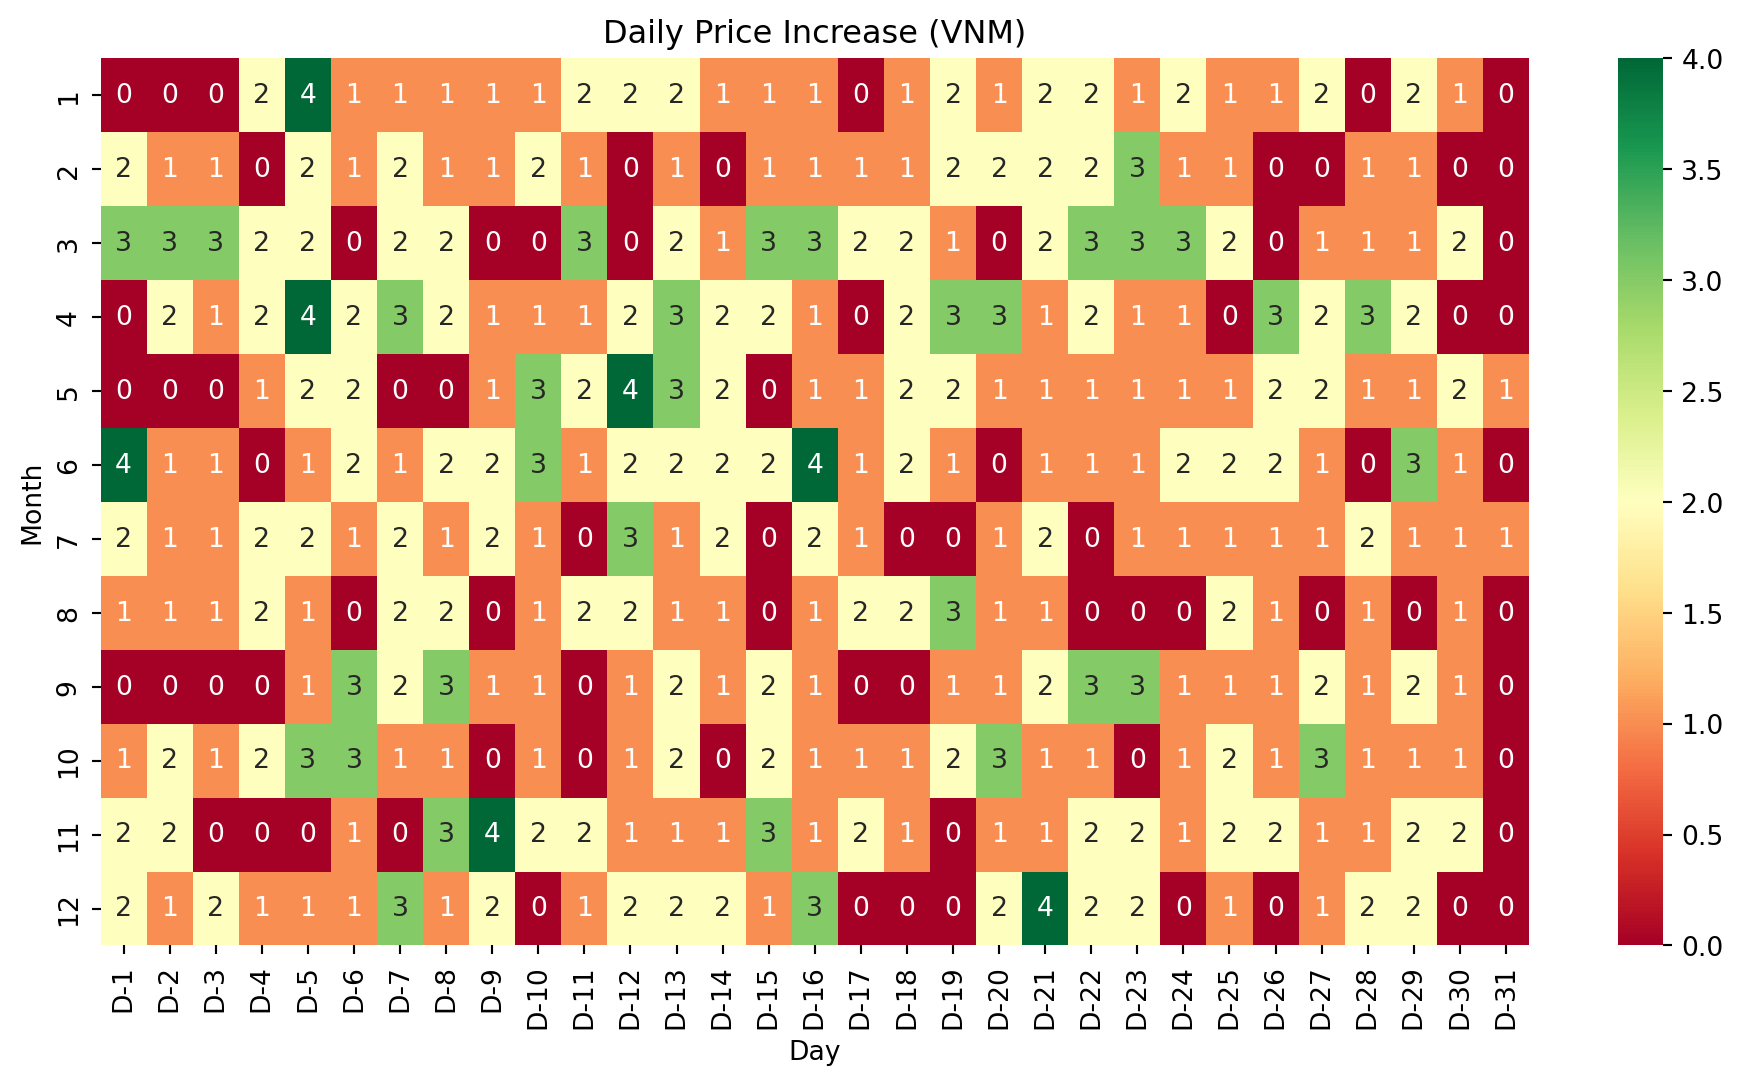 Daily Price Increase (VNM)
1 0 0 0 2 4 1 1 1 1 1 2 2 2 1 1 1 0 1 2 1 2 2 1 2 1 1 2 0 2 1 0
2 2 1 1 0 2 1 2 1 1 2 1 0 1 0 1 1 1 1 2 2 2 2 3 1 1 0 0 1 1 0 0
3 3 3 3 2 2 0 2 2 0 0 3 0 2 1 3 3 2 2 1 0 2 3 3 3 2 0 1 1 1 2 0
4 0 2 1 2 4 2 3 2 1 1 1 2 3 2 2 1 0 2 3 3 1 2 1 1 0 3 2 3 2 0 0
5 0 0 0 1 2 2 0 0 1 3 2 4 3 2 0 1 1 2 2 1 1 1 1 1 1 2 2 1 1 2 1
6 4 1 1 0 1 2 1 2 2 3 1 2 2 2 2 4 1 2 1 0 1 1 1 2 2 2 1 0 3 1 0
7 2 1 1 2 2 1 2 1 2 1 0 3 1 2 0 2 1 0 0 1 2 0 1 1 1 1 1 2 1 1 1
8 1 1 1 2 1 0 2 2 0 1 2 2 1 1 0 1 2 2 3 1 1 0 0 0 2 1 0 1 0 1 0
9 0 0 0 0 1 3 2 3 1 1 0 1 2 1 2 1 0 0 1 1 2 3 3 1 1 1 2 1 2 1 0
10 1 2 1 2 3 3 1 1 0 1 0 1 2 0 2 1 1 1 2 3 1 1 0 1 2 1 3 1 1 1 0
11 2 2 0 0 0 1 0 3 4 2 2 1 1 1 3 1 2 1 0 1 1 2 2 1 2 2 1 1 2 2 0
12 2 1 2 1 1 1 3 1 2 0 1 2 2 2 1 3 0 0 0 2 4 2 2 0 1 0 1 2 2 0 0
Month
D-1 D-2 D-3 D-4 D-5 D-6 D-7 D-8 D-9 D-10 D-11 D-12 D-13 D-14 D-15 D-16 D-17 D-18 D-19 D-20 D-21 D-22 D-23 D-24 D-25 D-26 D-27 D-28 D-29 D-30 D-31
Day
4.0
3.5
3.0
2.5
2.0
1.5
1.0
0.5
0.0